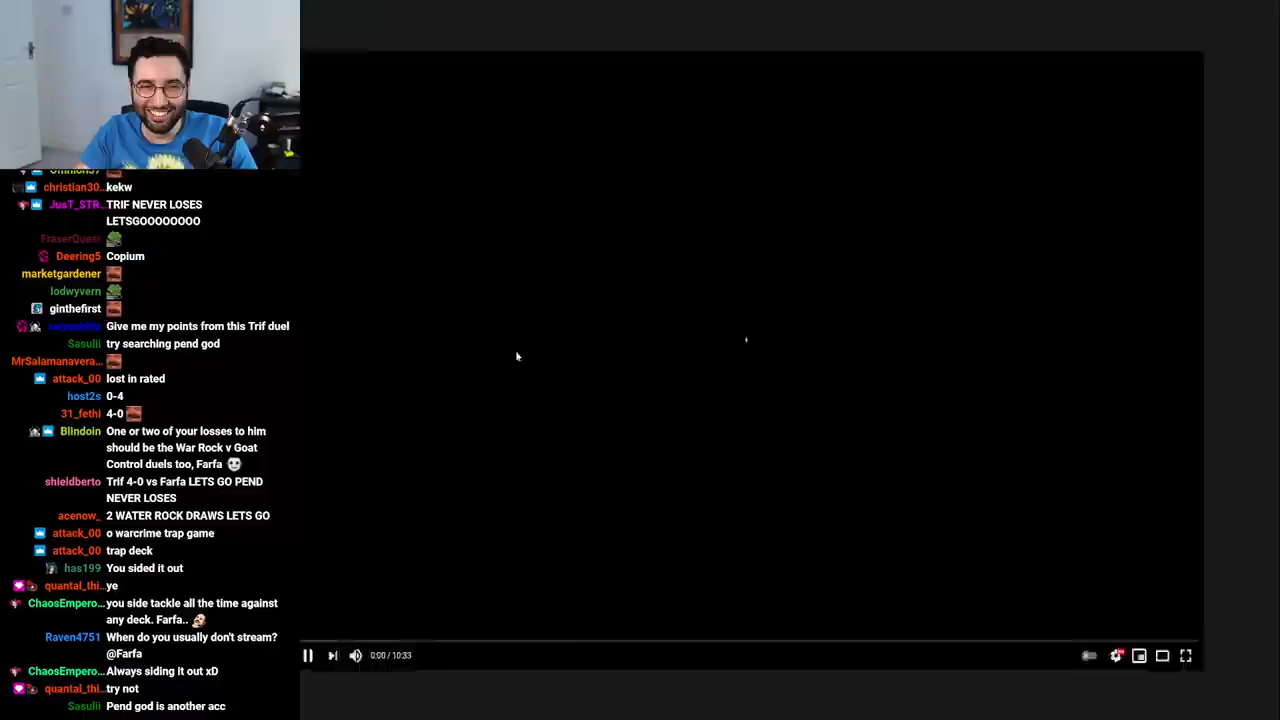 christian30... kekw
JusT_STR... TRIF NEVER LOSES
LETSGOOOOOOOO
FraserQuesi
Deering5 Copium
marketgardener
lodwyvern
ginthefirst
Give me my points from this Trif duel
Sasulii try searching pend god
MrSalamanavera...
attack_00 lost in rated
host2s 0-4
31_fethi 4-0
Blindoin One or two of your losses to him
should be the War Rock v Goat
Control duels too, Farfa
shieldberto Trif 4-0 vs Farfa LETS GO PEND
NEVER LOSES
acenow_ 2 WATER ROCK DRAWS LETS GO
attack_00 o warcrime trap game
attack_00 trap deck
has199 You sided it out
quantal_thi... ye
ChaosEmpero... you side tackle all the time against
any deck. Farfa..
Raven4751 When do you usually don't stream?
@Farfa
ChaosEmpero... Always siding it out xD
quantal_thi... try not
Sasulii Pend god is another acc
0:00 / 10:33